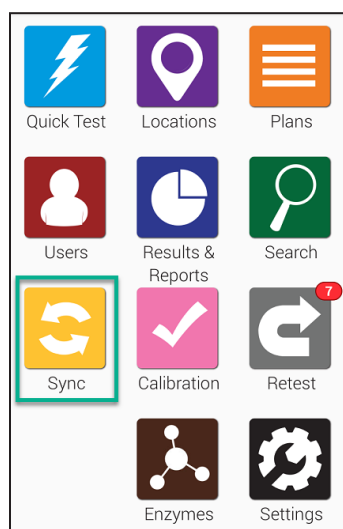 Quick Test
Locations
Plans
Users
Results &
Reports
Search
7
Sync
Calibration
Retest
Enzymes
Settings